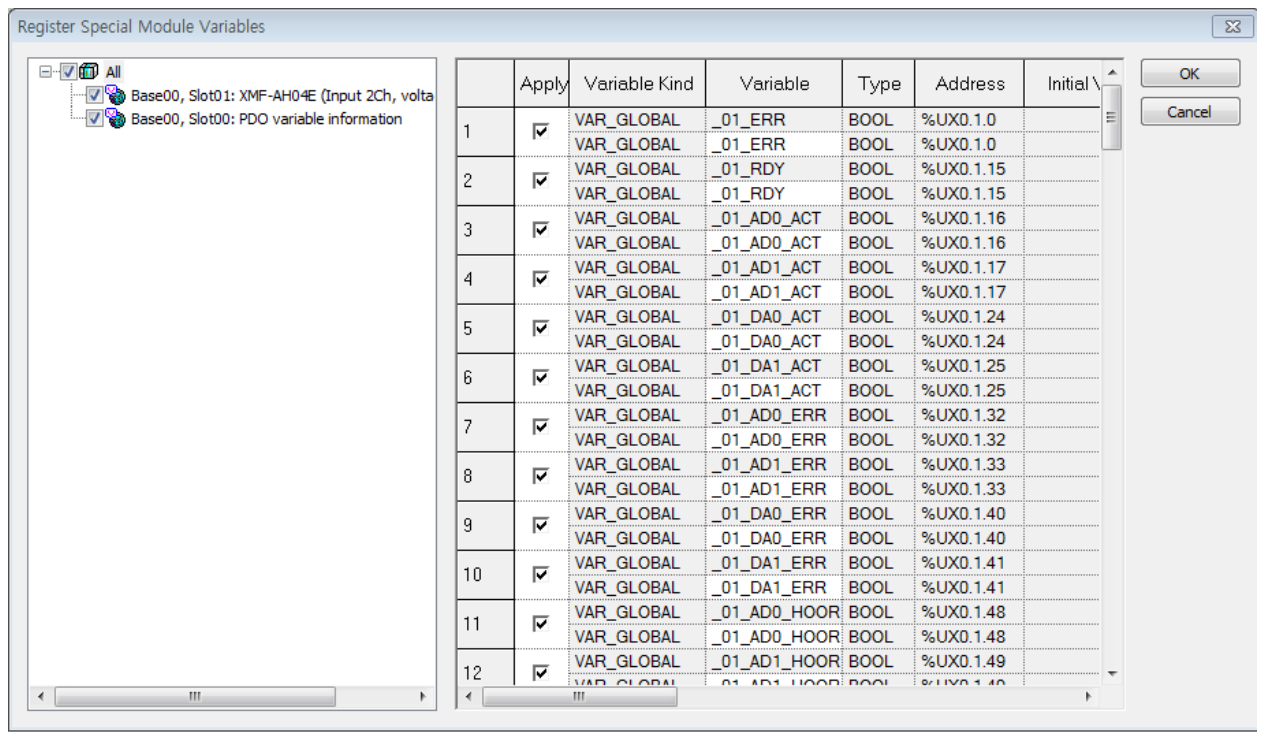 Register Special Module Variables
All
Base00, Slot01: XMF-AH04E (Input 2Ch, volta
Base00, Slot00: PDO variable information
Apply Variable Kind Variable Type Address Initial
1 VAR_GLOBAL _01_ERR BOOL %UX0.1.0
VAR_GLOBAL _01_ERR BOOL %UX0.1.0
2 VAR_GLOBAL _01_RDY BOOL %UX0.1.15
VAR_GLOBAL _01_RDY BOOL %UX0.1.15
3 VAR_GLOBAL _01_AD0_ACT BOOL %UX0.1.16
VAR_GLOBAL _01_AD0_ACT BOOL %UX0.1.16
4 VAR_GLOBAL _01_AD1_ACT BOOL %UX0.1.17
VAR_GLOBAL _01_AD1_ACT BOOL %UX0.1.17
5 VAR_GLOBAL _01_DA0_ACT BOOL %UX0.1.24
VAR_GLOBAL _01_DA0_ACT BOOL %UX0.1.24
6 VAR_GLOBAL _01_DA1_ACT BOOL %UX0.1.25
VAR_GLOBAL _01_DA1_ACT BOOL %UX0.1.25
7 VAR_GLOBAL _01_AD0_ERR BOOL %UX0.1.32
VAR_GLOBAL _01_AD0_ERR BOOL %UX0.1.32
8 VAR_GLOBAL _01_AD1_ERR BOOL %UX0.1.33
VAR_GLOBAL _01_AD1_ERR BOOL %UX0.1.33
9 VAR_GLOBAL _01_DA0_ERR BOOL %UX0.1.40
VAR_GLOBAL _01_DA0_ERR BOOL %UX0.1.40
10 VAR_GLOBAL _01_DA1_ERR BOOL %UX0.1.41
VAR_GLOBAL _01_DA1_ERR BOOL %UX0.1.41
11 VAR_GLOBAL _01_AD0_HOOR BOOL %UX0.1.48
VAR_GLOBAL _01_AD0_HOOR BOOL %UX0.1.48
12 VAR_GLOBAL _01_AD1_HOOR BOOL %UX0.1.49
OK
Cancel